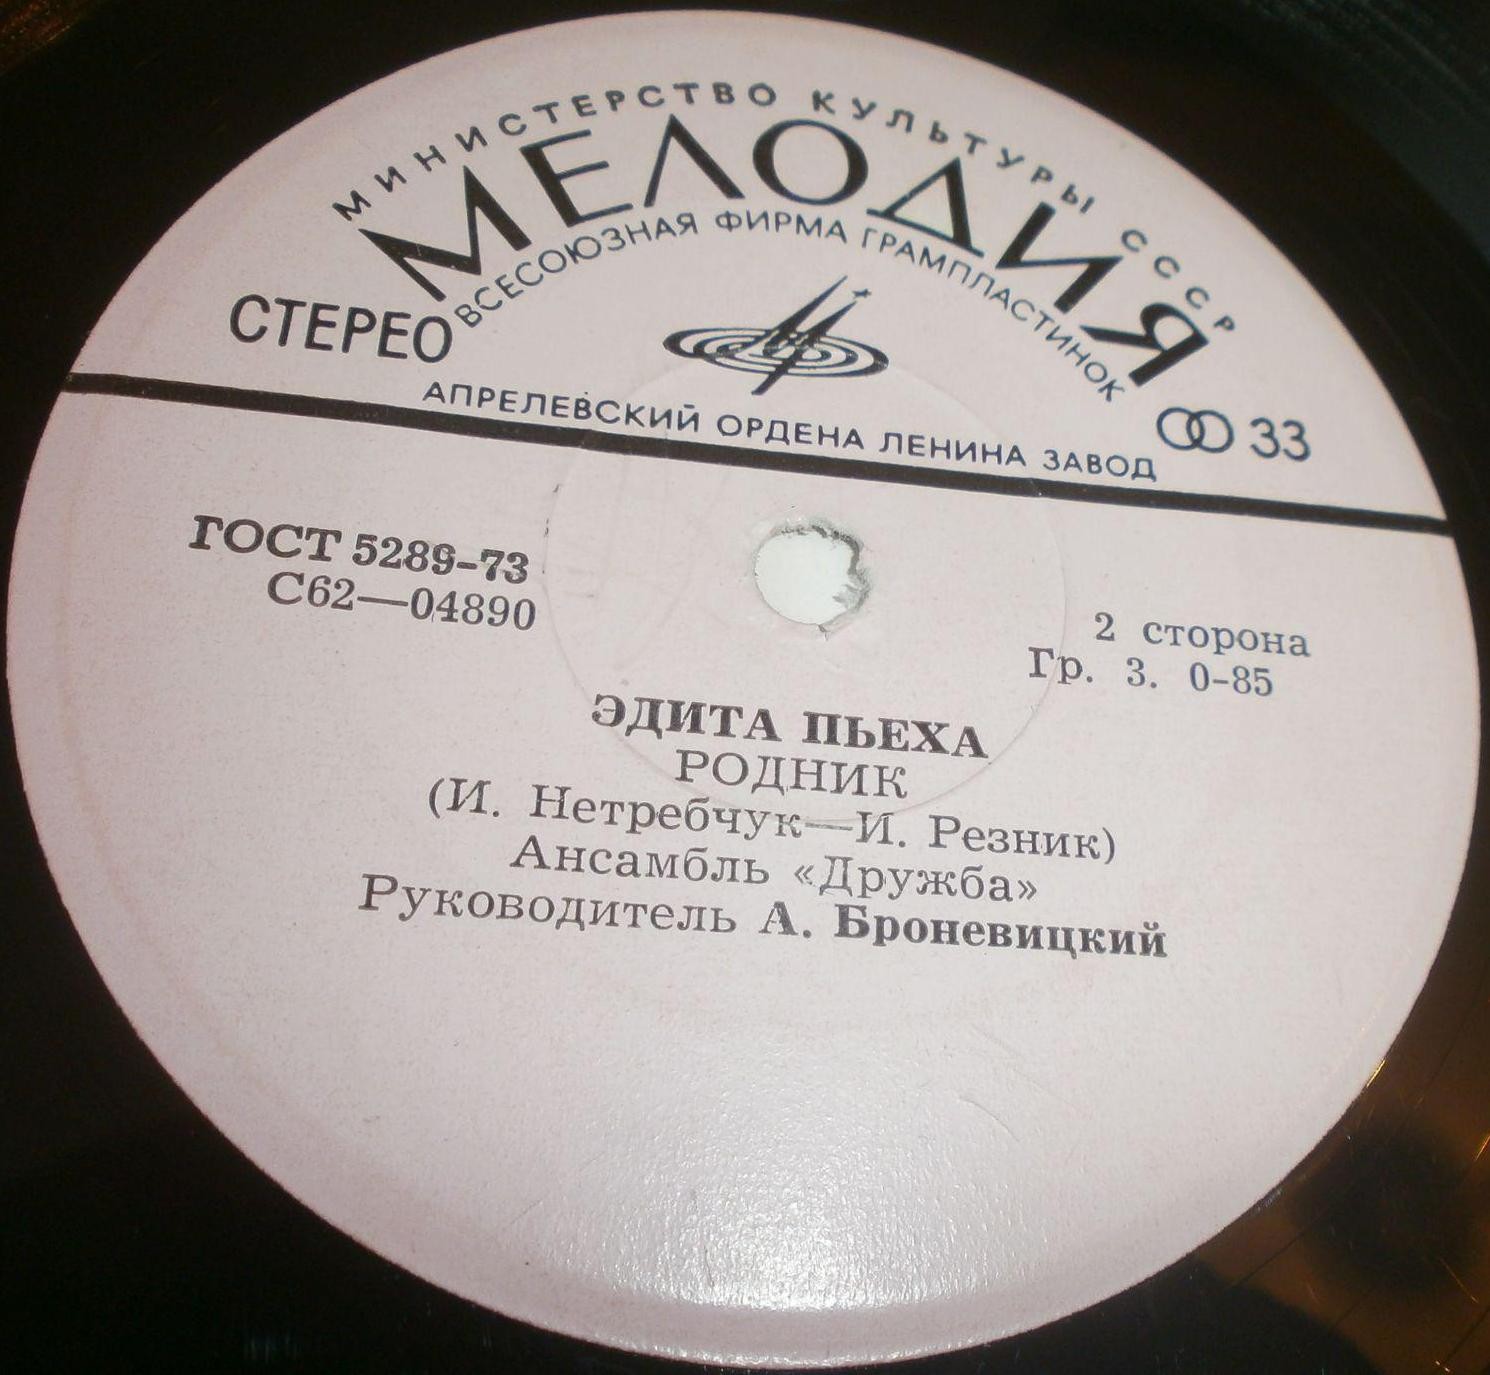 МИНИСТЕРСТВО КУЛЬТУРЫ СССР
МЕЛОДИЯ
ВСЕСОЮЗНАЯ ФИРМА ГРАМПЛАСТИНОК
СТЕРЕО
33
АПРЕЛЕВСКИЙ ОРДЕНА ЛЕНИНА ЗАВОД
ГОСТ 5289-73
С62—04890
2 сторона
Гр. 3. 0-85
ЭДИТА ПЬЕХА
РОДНИК
(И. Нетребчук—И. Резник)
Ансамбль «Дружба»
Руководитель А. Броневицкий